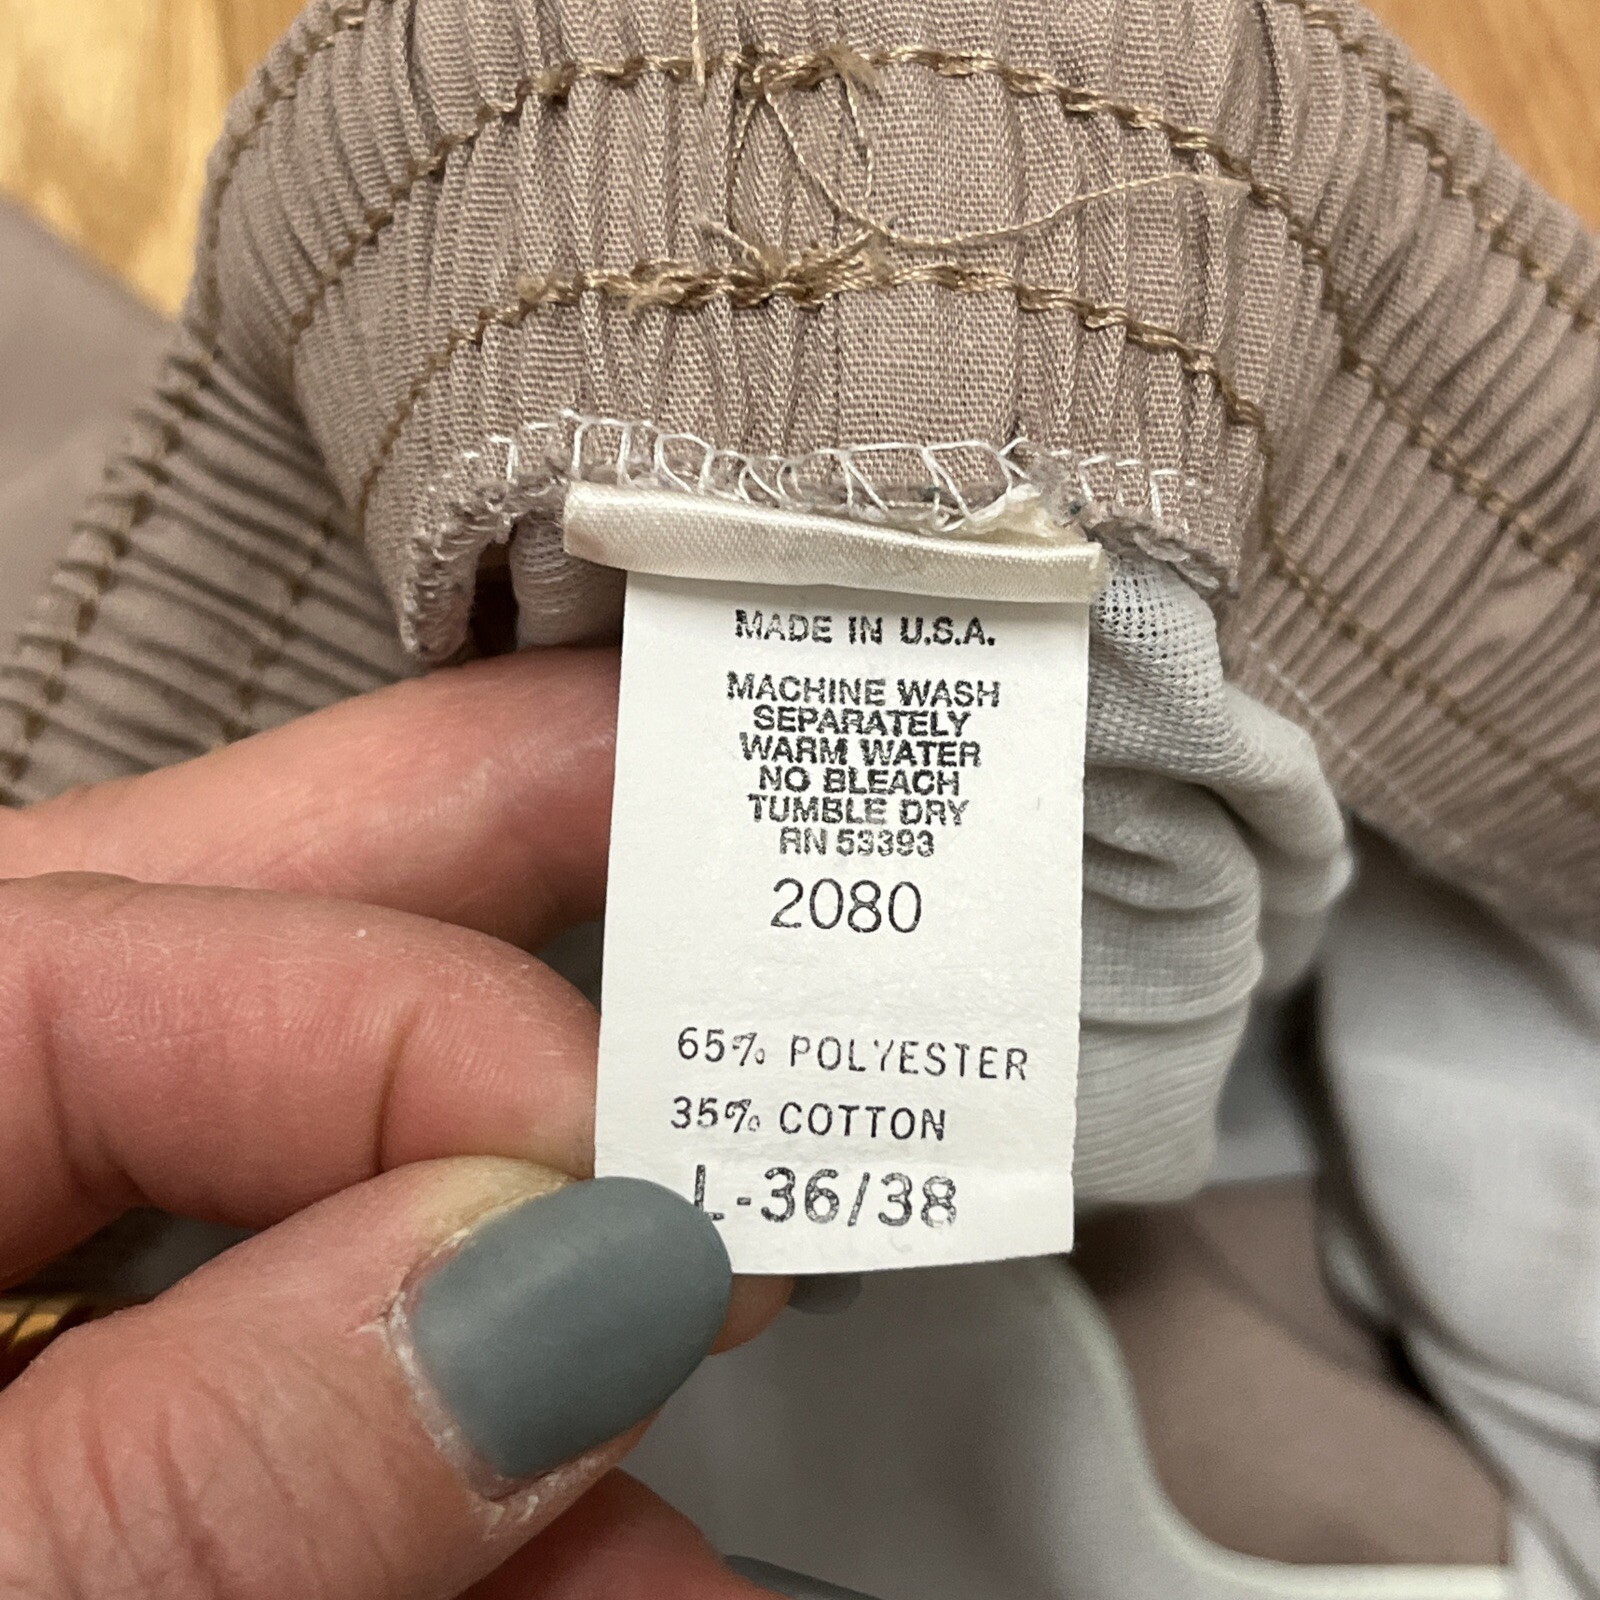 MADE IN U.S.A.
MACHINE WASH
SEPARATELY
WARM WATER
NO BLEACH
TUMBLE DRY
RN 53393
2080
65% POLYESTER
35% COTTON
L-36/38